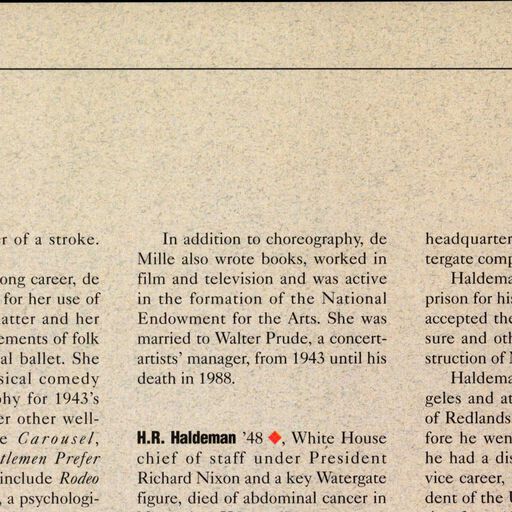 r of a stroke.
ong career, de
for her use of
atter and her
ements of folk
al ballet. She
sical comedy
hy for 1943's
er other well-
e Carousel,
tlemen Prefer
include Rodeo
, a psychologi-
In addition to choreography, de
Mille also wrote books, worked in
film and television and was active
in the formation of the National
Endowment for the Arts. She was
married to Walter Prude, a concert-
artists' manager, from 1943 until his
death in 1988.
H.R. Haldeman '48 ♦, White House
chief of staff under President
Richard Nixon and a key Watergate
figure, died of abdominal cancer in
headquarter
tergate comp
Haldema
prison for his
accepted the
sure and oth
struction of
Haldema
geles and at
of Redlands
fore he wen
he had a dis
vice career,
dent of the U